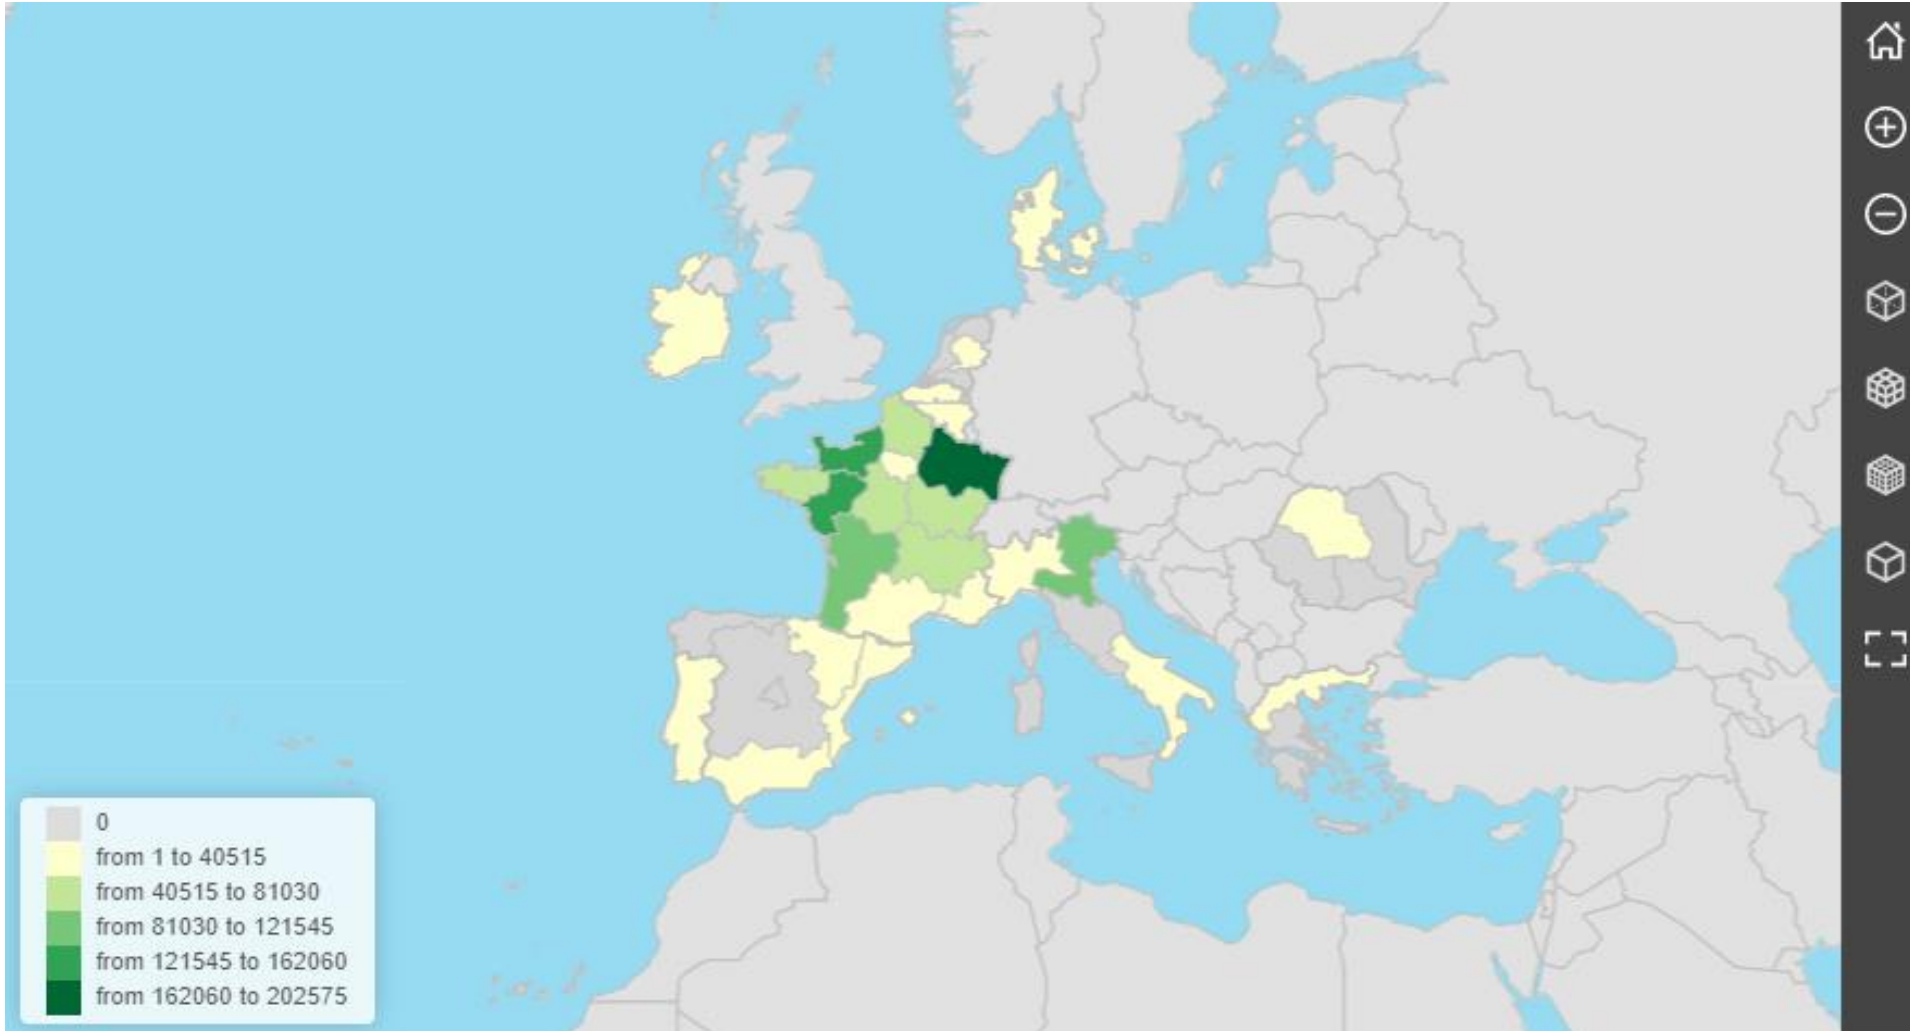 0
from 1 to 40515
from 40515 to 81030
from 81030 to 121545
from 121545 to 162060
from 162060 to 202575